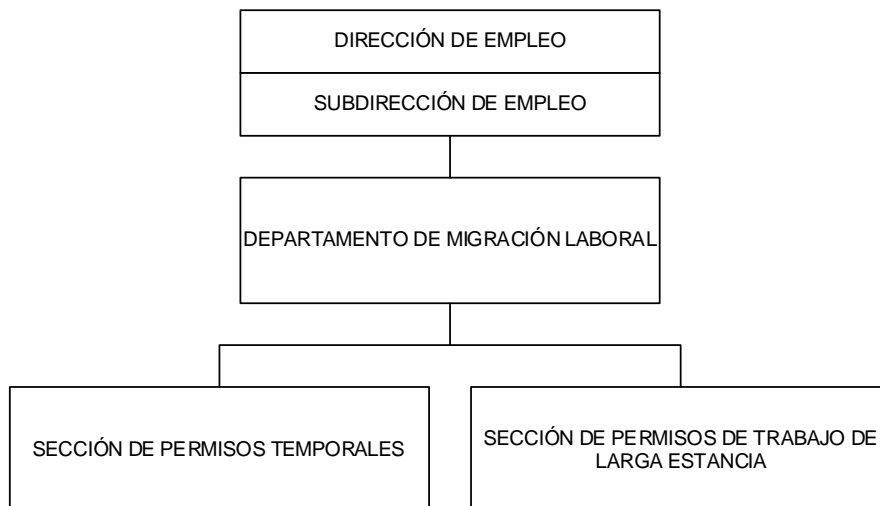 DIRECCIÓN DE EMPLEO
SUBDIRECCIÓN DE EMPLEO
DEPARTAMENTO DE MIGRACIÓN LABORAL
SECCIÓN DE PERMISOS TEMPORALES
SECCIÓN DE PERMISOS DE TRABAJO DE
LARGA ESTANCIA